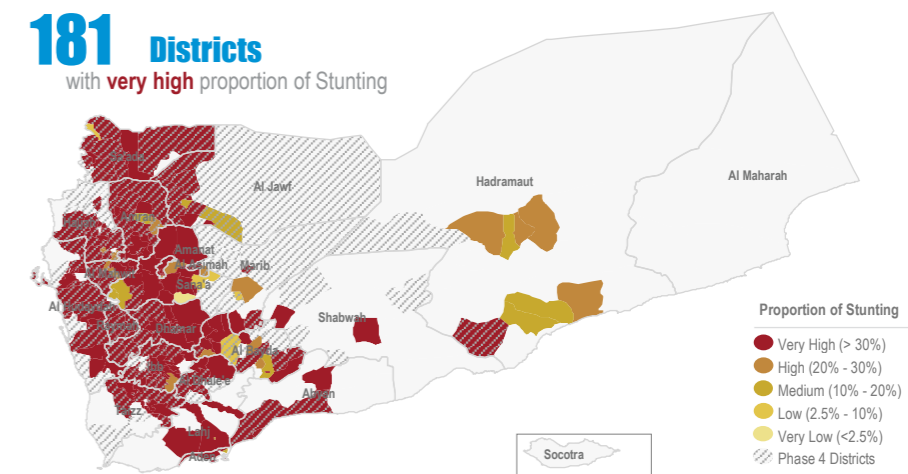 181 Districts
with very high proportion of Stunting
Sa'ada
Al Jawf
Hadramaut
Al Maharah
Hajjah
Amran
Amanat
Al Asimah
Marib
Sana'a
Al Mahwit
Shabwah
Dhamar
Al Bayda
Ibb
Al Dhale'e
Abyan
Taizz
Lahj
Aden
Socotra
Proportion of Stunting
Very High (> 30%)
High (20% - 30%)
Medium (10% - 20%)
Low (2.5% - 10%)
Very Low (<2.5%)
Phase 4 Districts